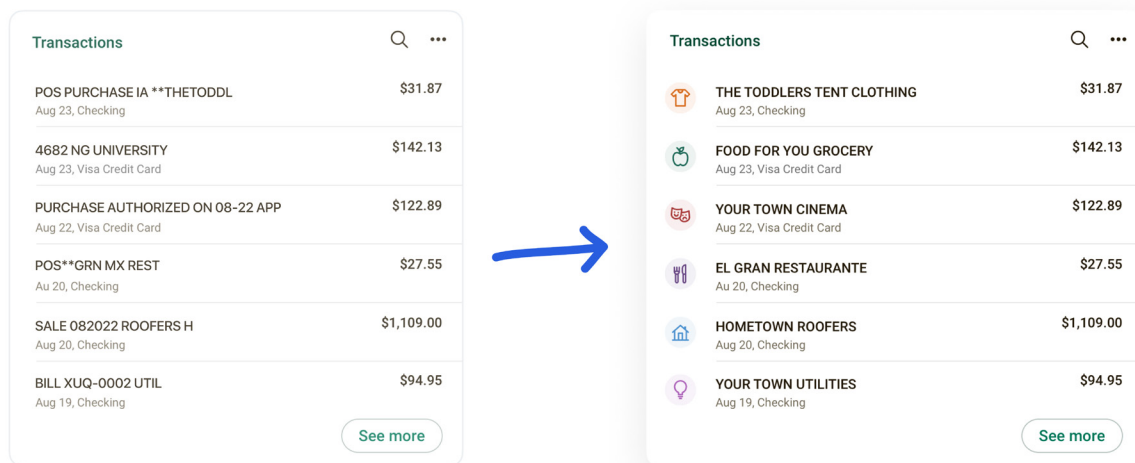 Transactions
POS PURCHASE IA **THETODDL
$31.87
Aug 23, Checking
4682 NG UNIVERSITY
$142.13
Aug 23, Visa Credit Card
PURCHASE AUTHORIZED ON 08-22 APP
$122.89
Aug 22, Visa Credit Card
POS**GRN MX REST
$27.55
Au 20, Checking
SALE 082022 ROOFERS H
$1,109.00
Aug 20, Checking
BILL XUQ-0002 UTIL
$94.95
Aug 19, Checking
See more
Transactions
THE TODDLERS TENT CLOTHING
$31.87
Aug 23, Checking
FOOD FOR YOU GROCERY
$142.13
Aug 23, Visa Credit Card
YOUR TOWN CINEMA
$122.89
Aug 22, Visa Credit Card
EL GRAN RESTAURANTE
$27.55
Au 20, Checking
HOMETOWN ROOFERS
$1,109.00
Aug 20, Checking
YOUR TOWN UTILITIES
$94.95
Aug 19, Checking
See more